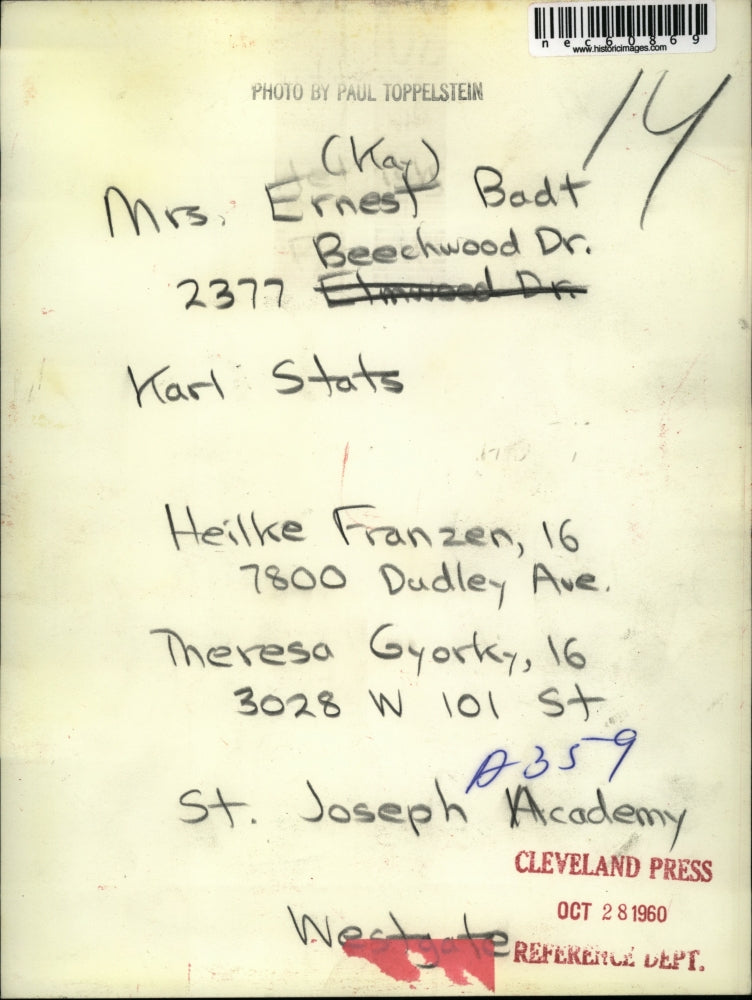 nec60869
www.historicimages.com
PHOTO BY PAUL TOPPELSTEIN
14
(Kay)
Mrs. Ernest Badt
Beechwood Dr.
2377 Elmwood Dr.
Karl Stats
Heilke Franzen, 16
7800 Dudley Ave.
Theresa Gyorky, 16
3028 W 101 St
A359
St. Joseph Academy
CLEVELAND PRESS
OCT 28 1960
REFERENCE DEPT.
Westgate